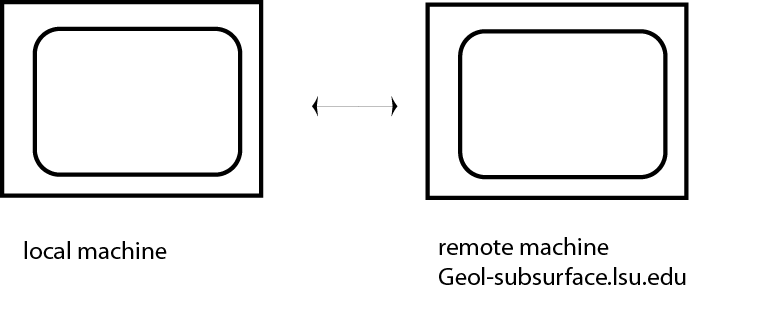 local machine
remote machine
Geol-subsurface.lsu.edu